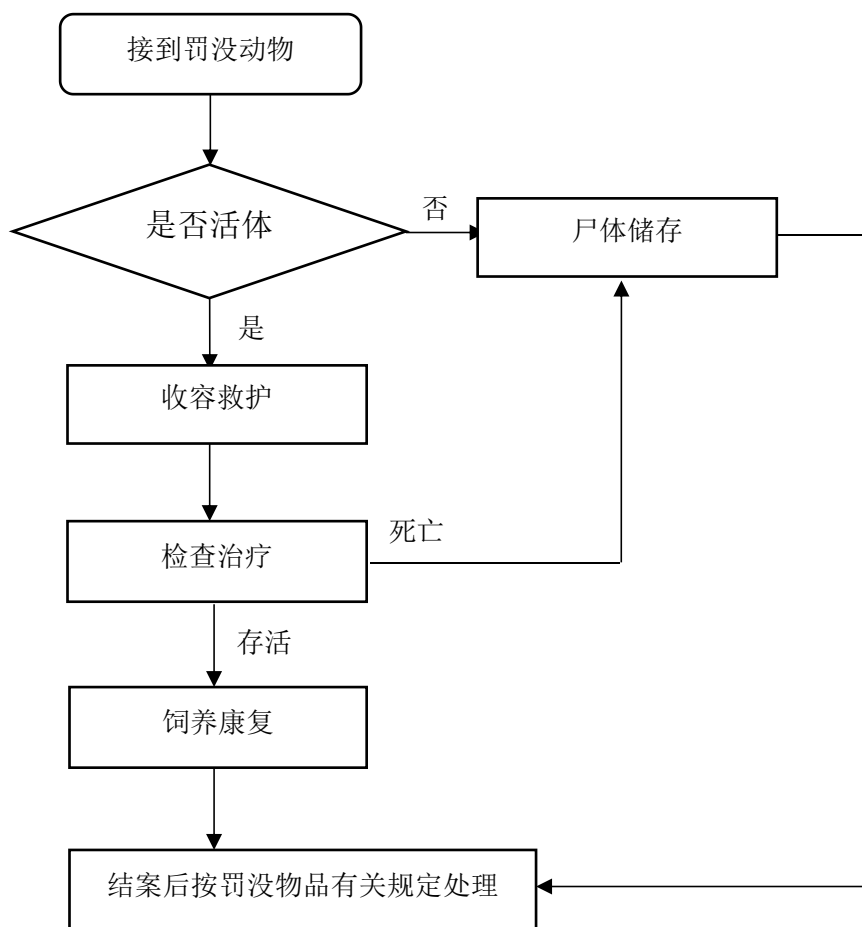 接到罚没动物
是否活体
否
尸体储存
是
收容救护
检查治疗
死亡
存活
饲养康复
结案后按罚没物品有关规定处理